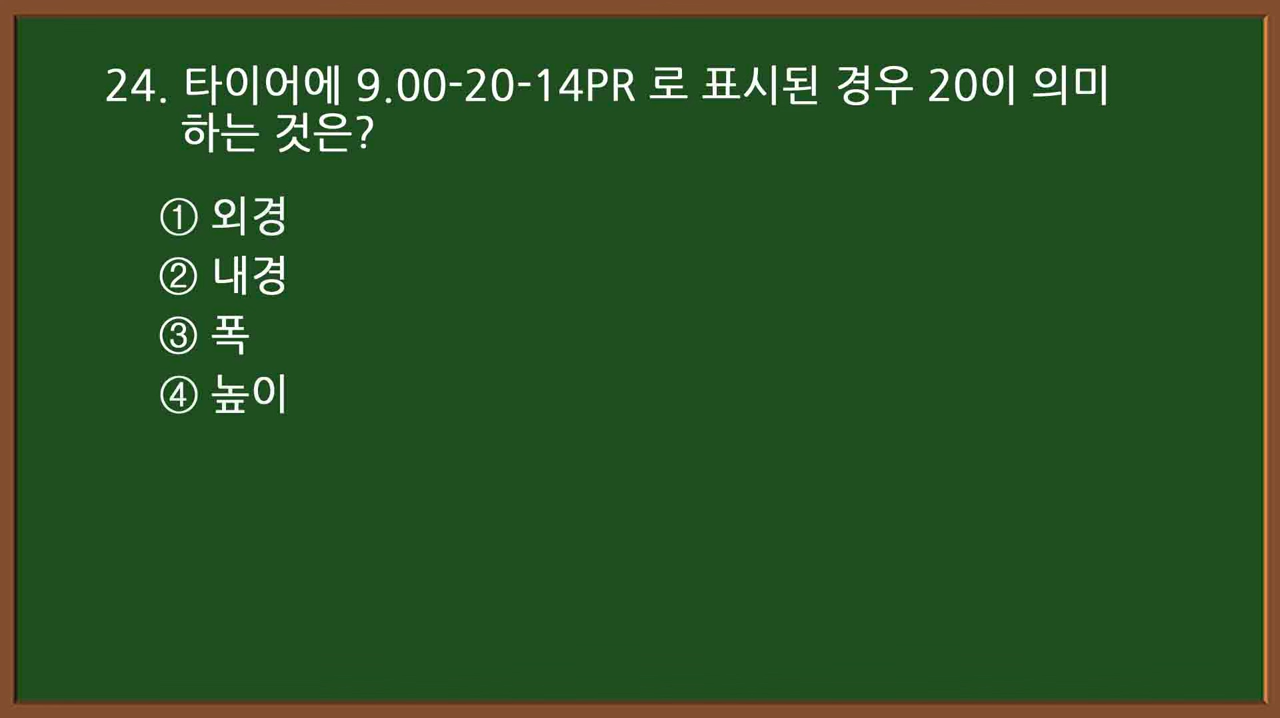 24. 타이어에 9.00-20-14PR 로 표시된 경우 20이 의미
하는 것은?
① 외경
② 내경
③ 폭
④ 높이